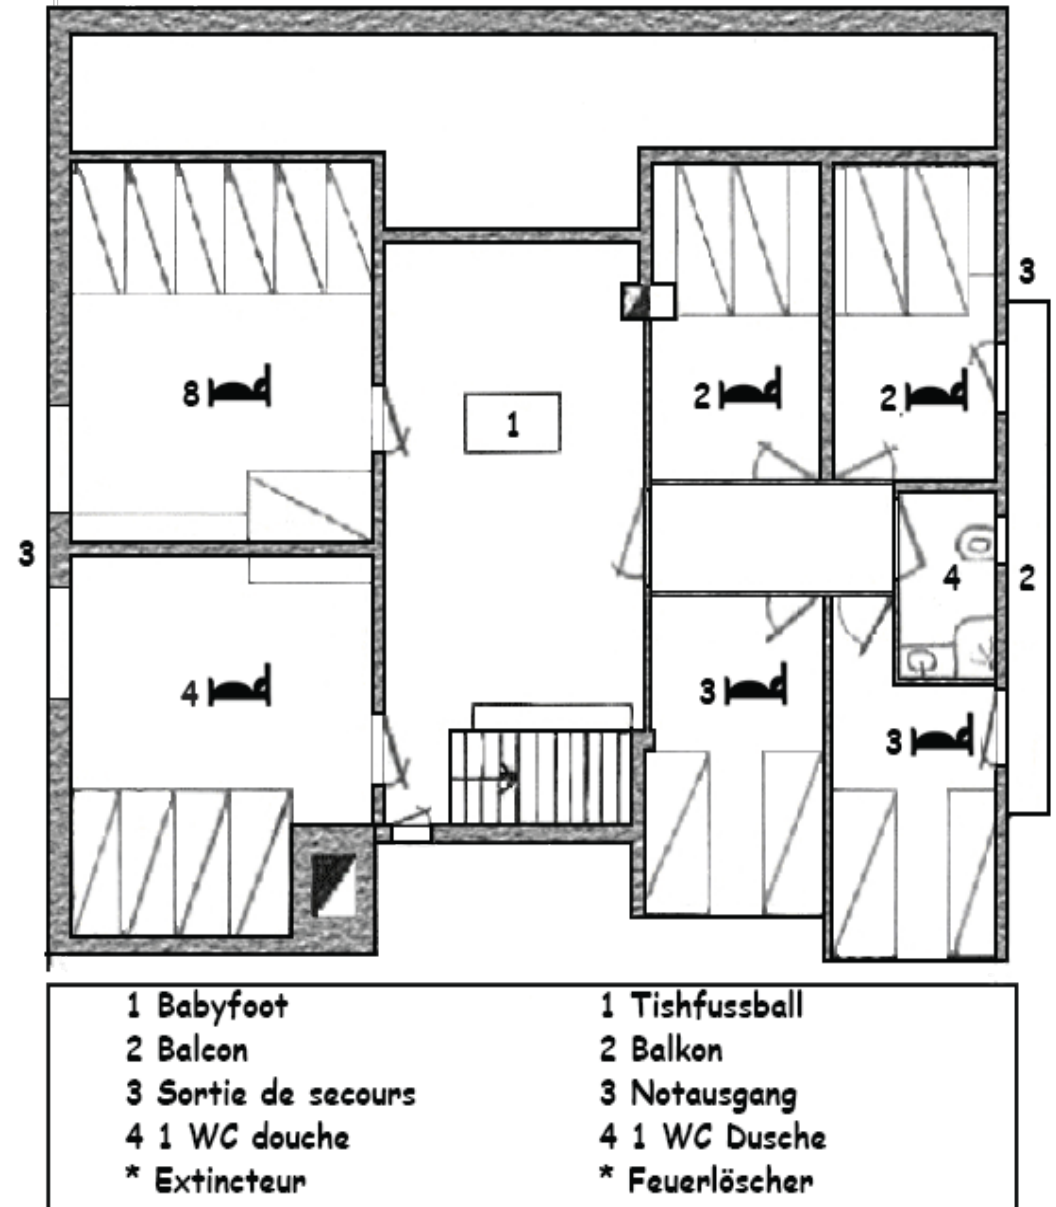 3
8
2
2
1
3
4
2
4
3
3
1 Babyfoot
2 Balcon
3 Sortie de secours
4 1 WC douche
* Extincteur
1 Tishfussball
2 Balkon
3 Notausgang
4 1 WC Dusche
* Feuerlöscher